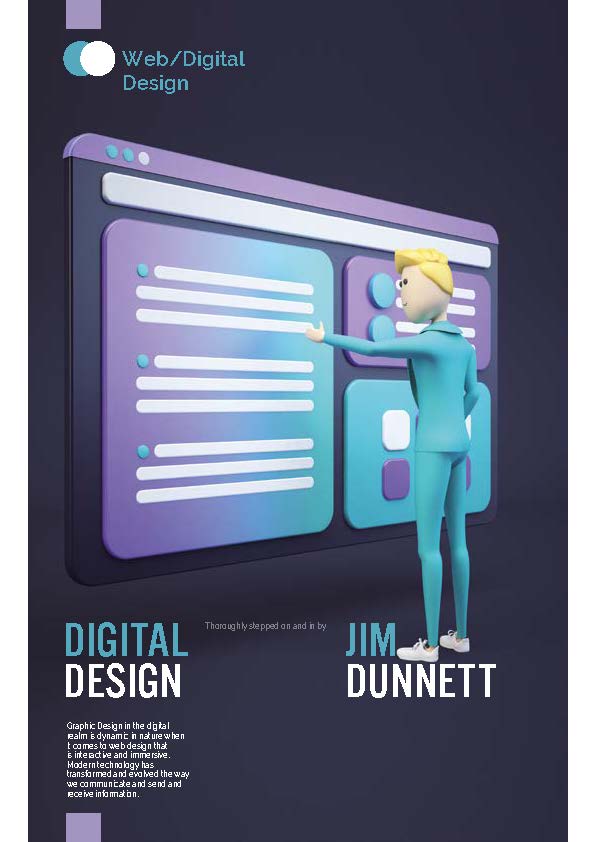 Web/Digital
Design
DIGITAL
DESIGN
Thoroughly stepped on and in by
JIM
DUNNETT
Graphic Design in the digital
realm is dynamic in nature when
t comes to web design that
is interactive and immersive.
Modern technology has
transformed and evolved the way
we communicate and send and
receive information.